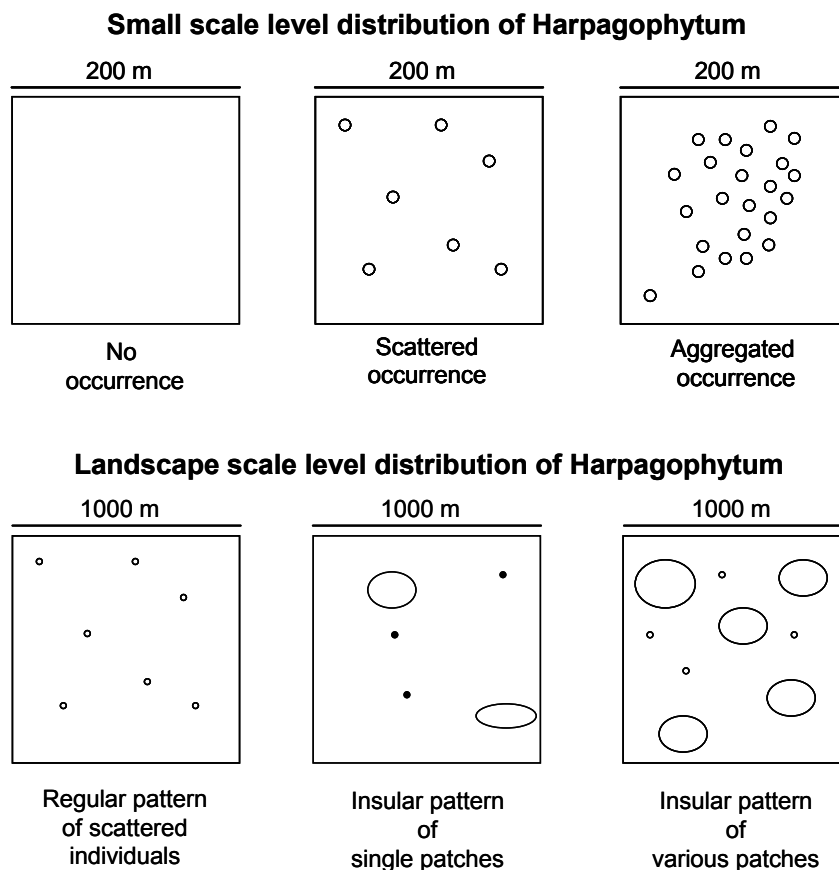 Small scale level distribution of Harpagophytum
200 m
200 m
200 m
No
occurrence
Scattered
occurrence
Aggregated
occurrence
Landscape scale level distribution of Harpagophytum
1000 m
1000 m
1000 m
Regular pattern
of scattered
individuals
Insular pattern
of
single patches
Insular pattern
of
various patches